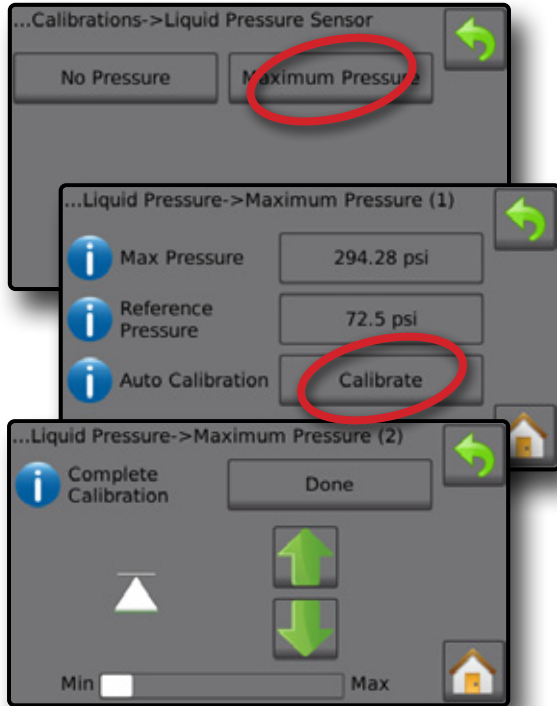 ...Calibrations->Liquid Pressure Sensor
No Pressure
Maximum Pressure
...Liquid Pressure->Maximum Pressure (1)
Max Pressure
294.28 psi
Reference
Pressure
72.5 psi
Auto Calibration
Calibrate
...Liquid Pressure->Maximum Pressure (2)
Complete
Calibration
Done
Min
Max